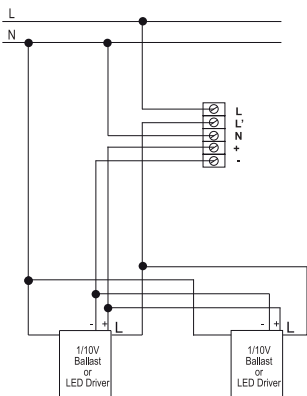 L
N
L
L'
N
+
-
- + L
1/10V
Ballast
or
LED Driver
- + L
1/10V
Ballast
or
LED Driver